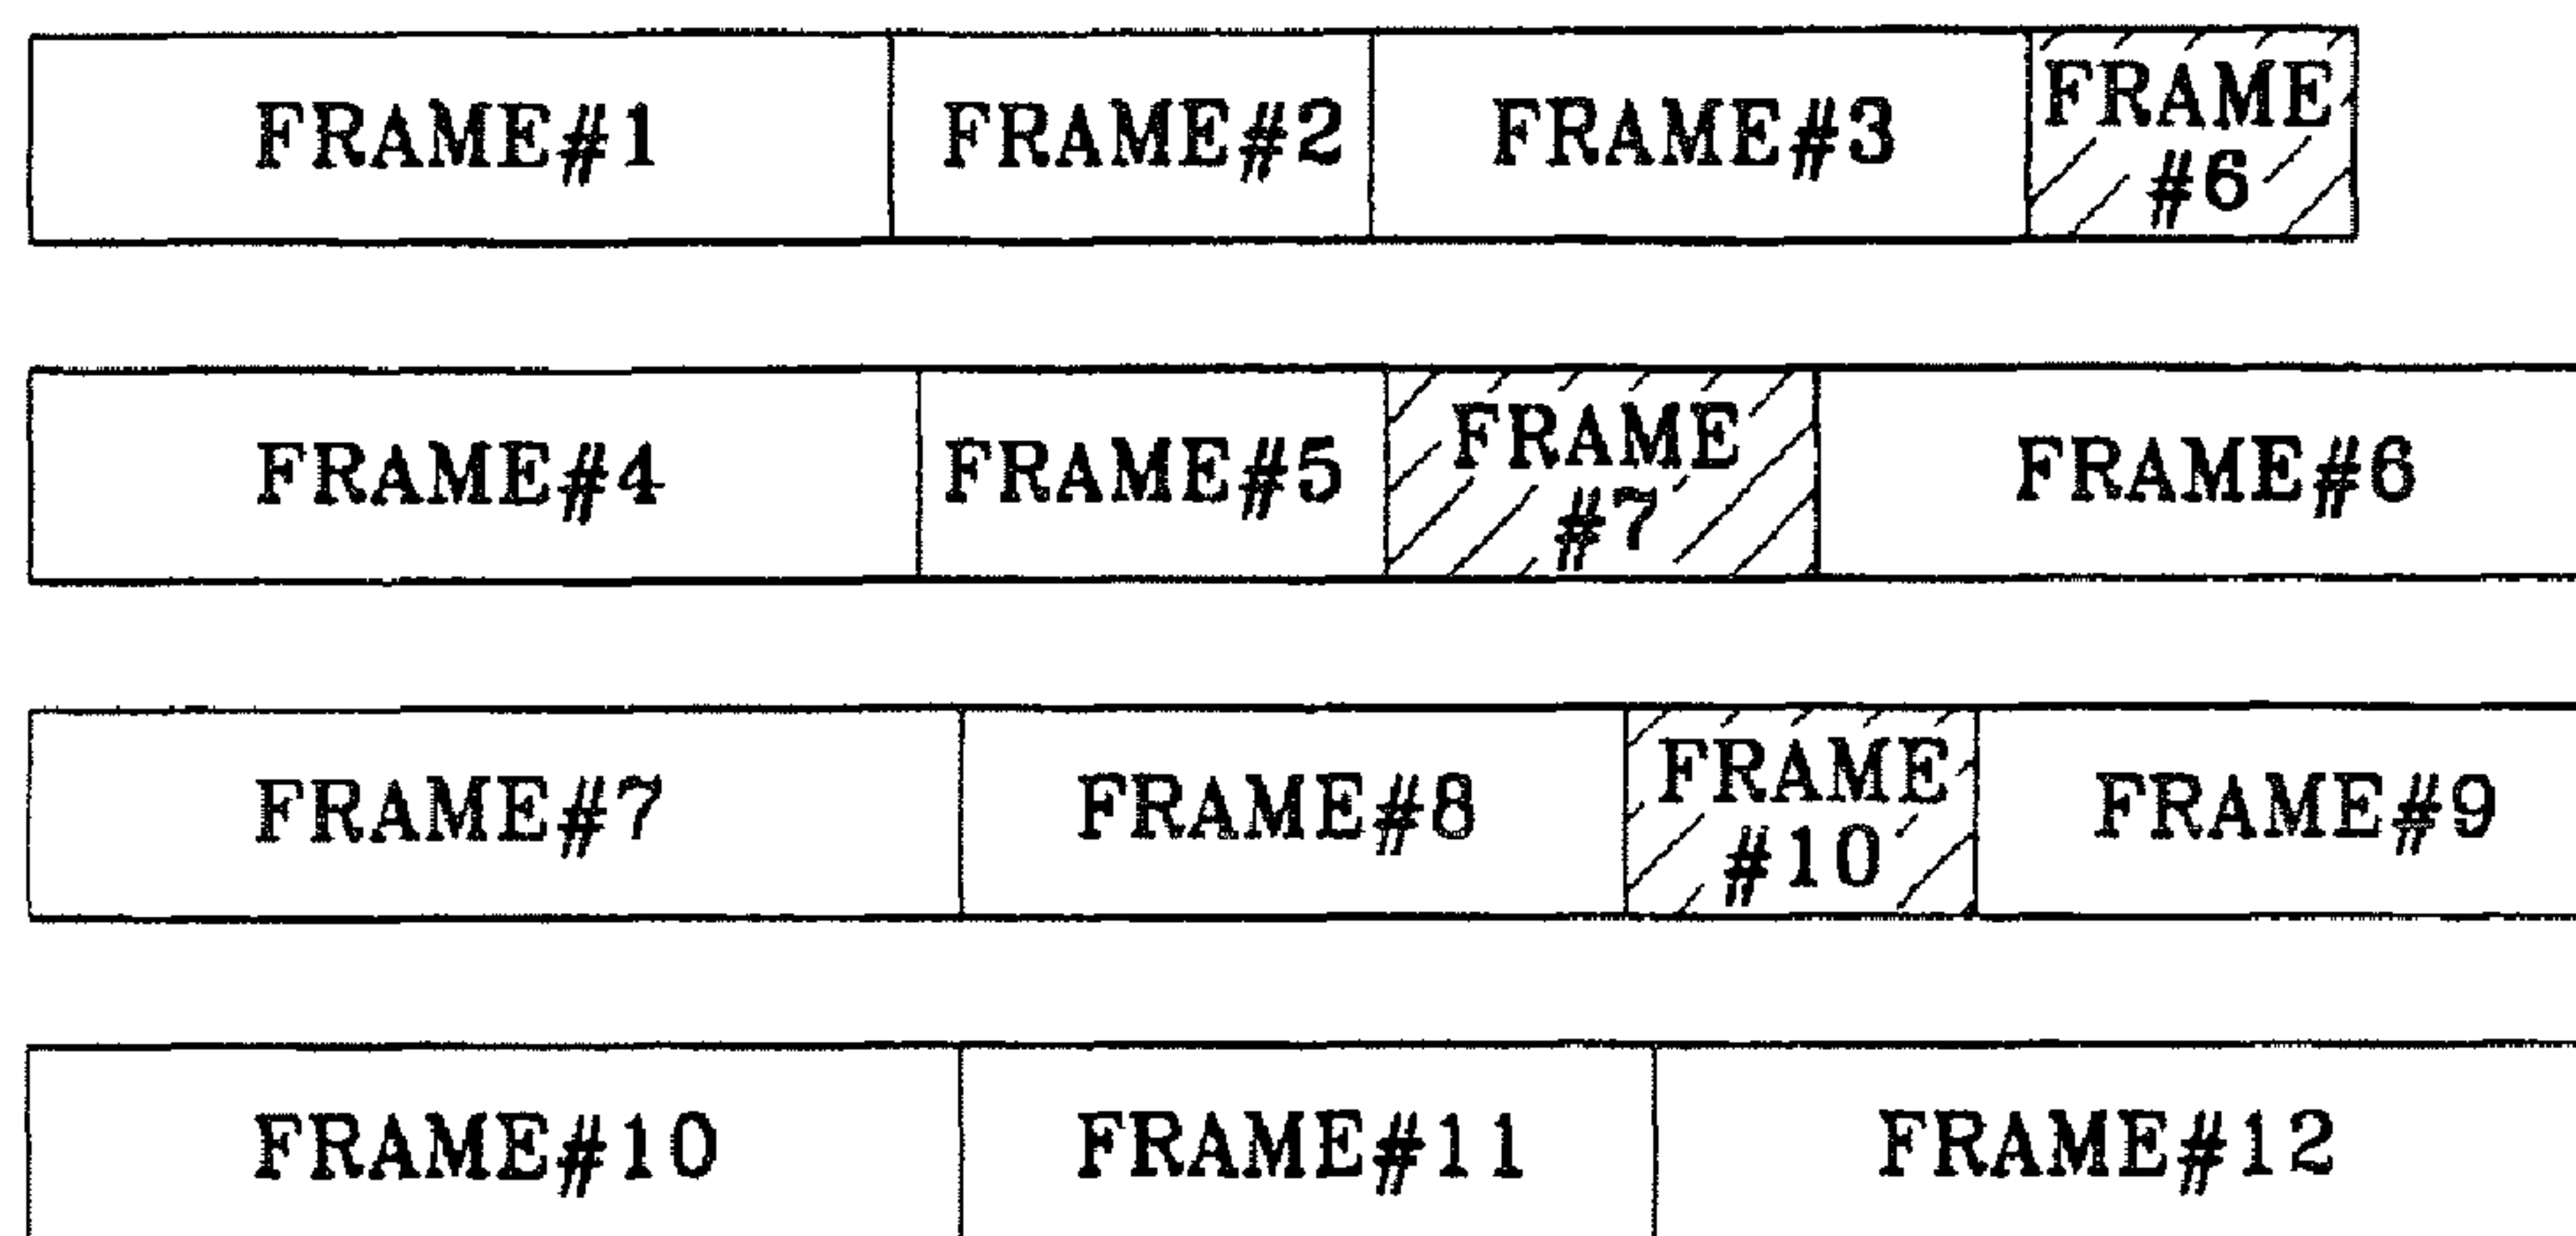 FRAME#1 FRAME#2 FRAME#3 FRAME
#6
FRAME#4 FRAME#5 FRAME
#7 FRAME#6
FRAME#7 FRAME#8 FRAME
#10 FRAME#9
FRAME#10 FRAME#11 FRAME#12